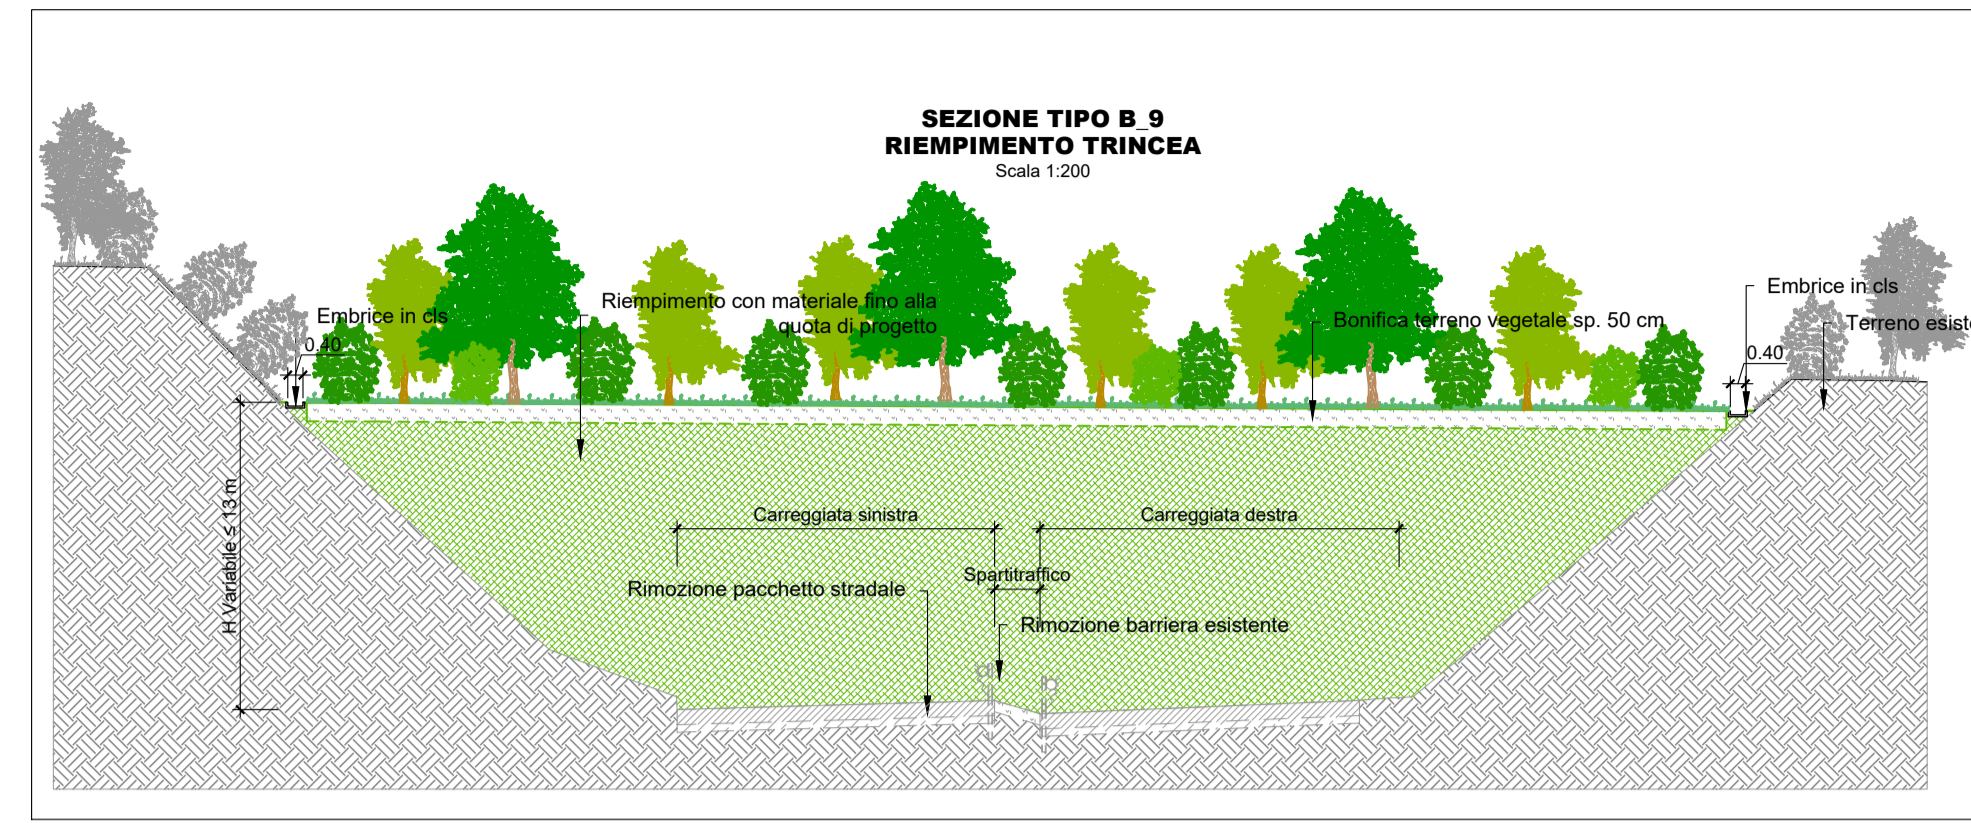 SEZIONE TIPO B_9
RIEMPIMENTO TRINCEA
Scala 1:200
Embrice in cls
0.40
Riempimento con materiale fino alla
quota di progetto
Bonifica terreno vegetale sp. 50 cm
Embrice in cls
Terreno esiste
0.40
H Variabile ≤ 13 m
Carreggiata sinistra
Carreggiata destra
Spartitraffico
Rimozione pacchetto stradale
Rimozione barriera esistente